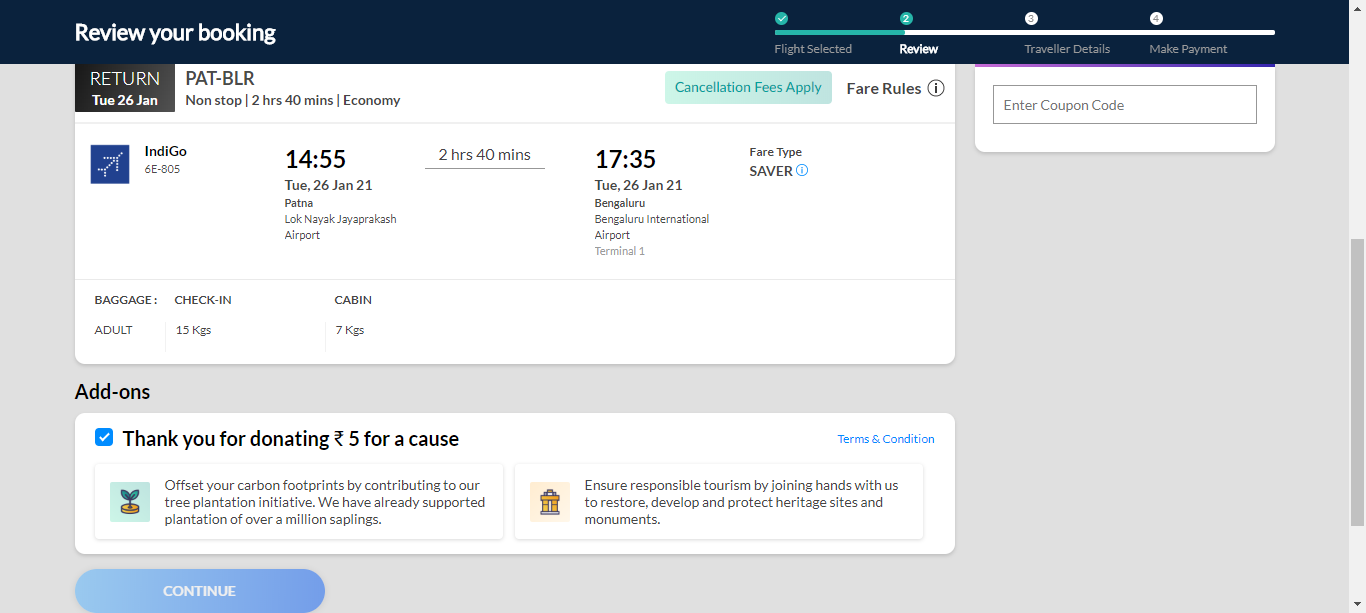 Review your booking
2
3
4
Flight Selected
Review
Traveller Details
Make Payment
RETURN
Tue 26 Jan
PAT-BLR
Non stop | 2 hrs 40 mins | Economy
Cancellation Fees Apply
Fare Rules
Enter Coupon Code
IndiGo
6E-805
14:55
Tue, 26 Jan 21
Patna
Lok Nayak Jayaprakash
Airport
2 hrs 40 mins
17:35
Tue, 26 Jan 21
Bengaluru
Bengaluru International
Airport
Terminal 1
Fare Type
SAVER
BAGGAGE : CHECK-IN CABIN
ADULT 15 Kgs 7 Kgs
Add-ons
Thank you for donating ₹ 5 for a cause
Terms & Condition
Offset your carbon footprints by contributing to our
tree plantation initiative. We have already supported
plantation of over a million saplings.
Ensure responsible tourism by joining hands with us
to restore, develop and protect heritage sites and
monuments.
CONTINUE